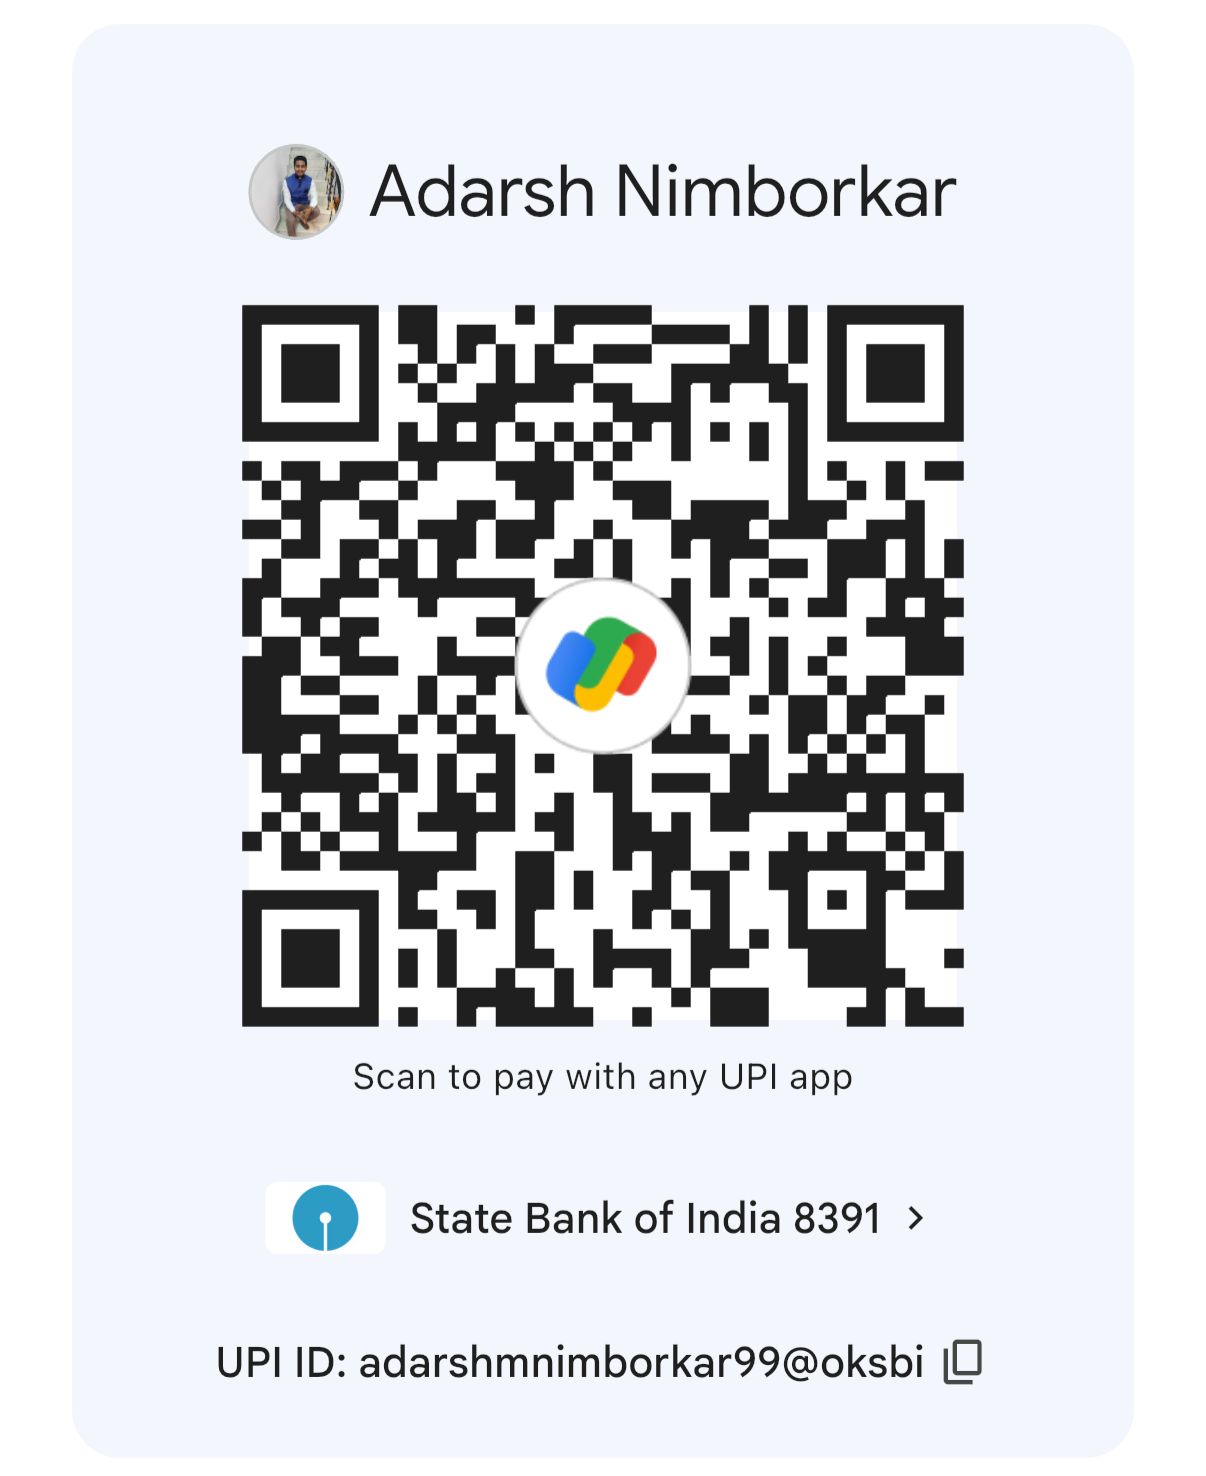 Adarsh Nimborkar
Scan to pay with any UPI app
State Bank of India 8391
UPI ID: adarshmnimborkar99@oksbi